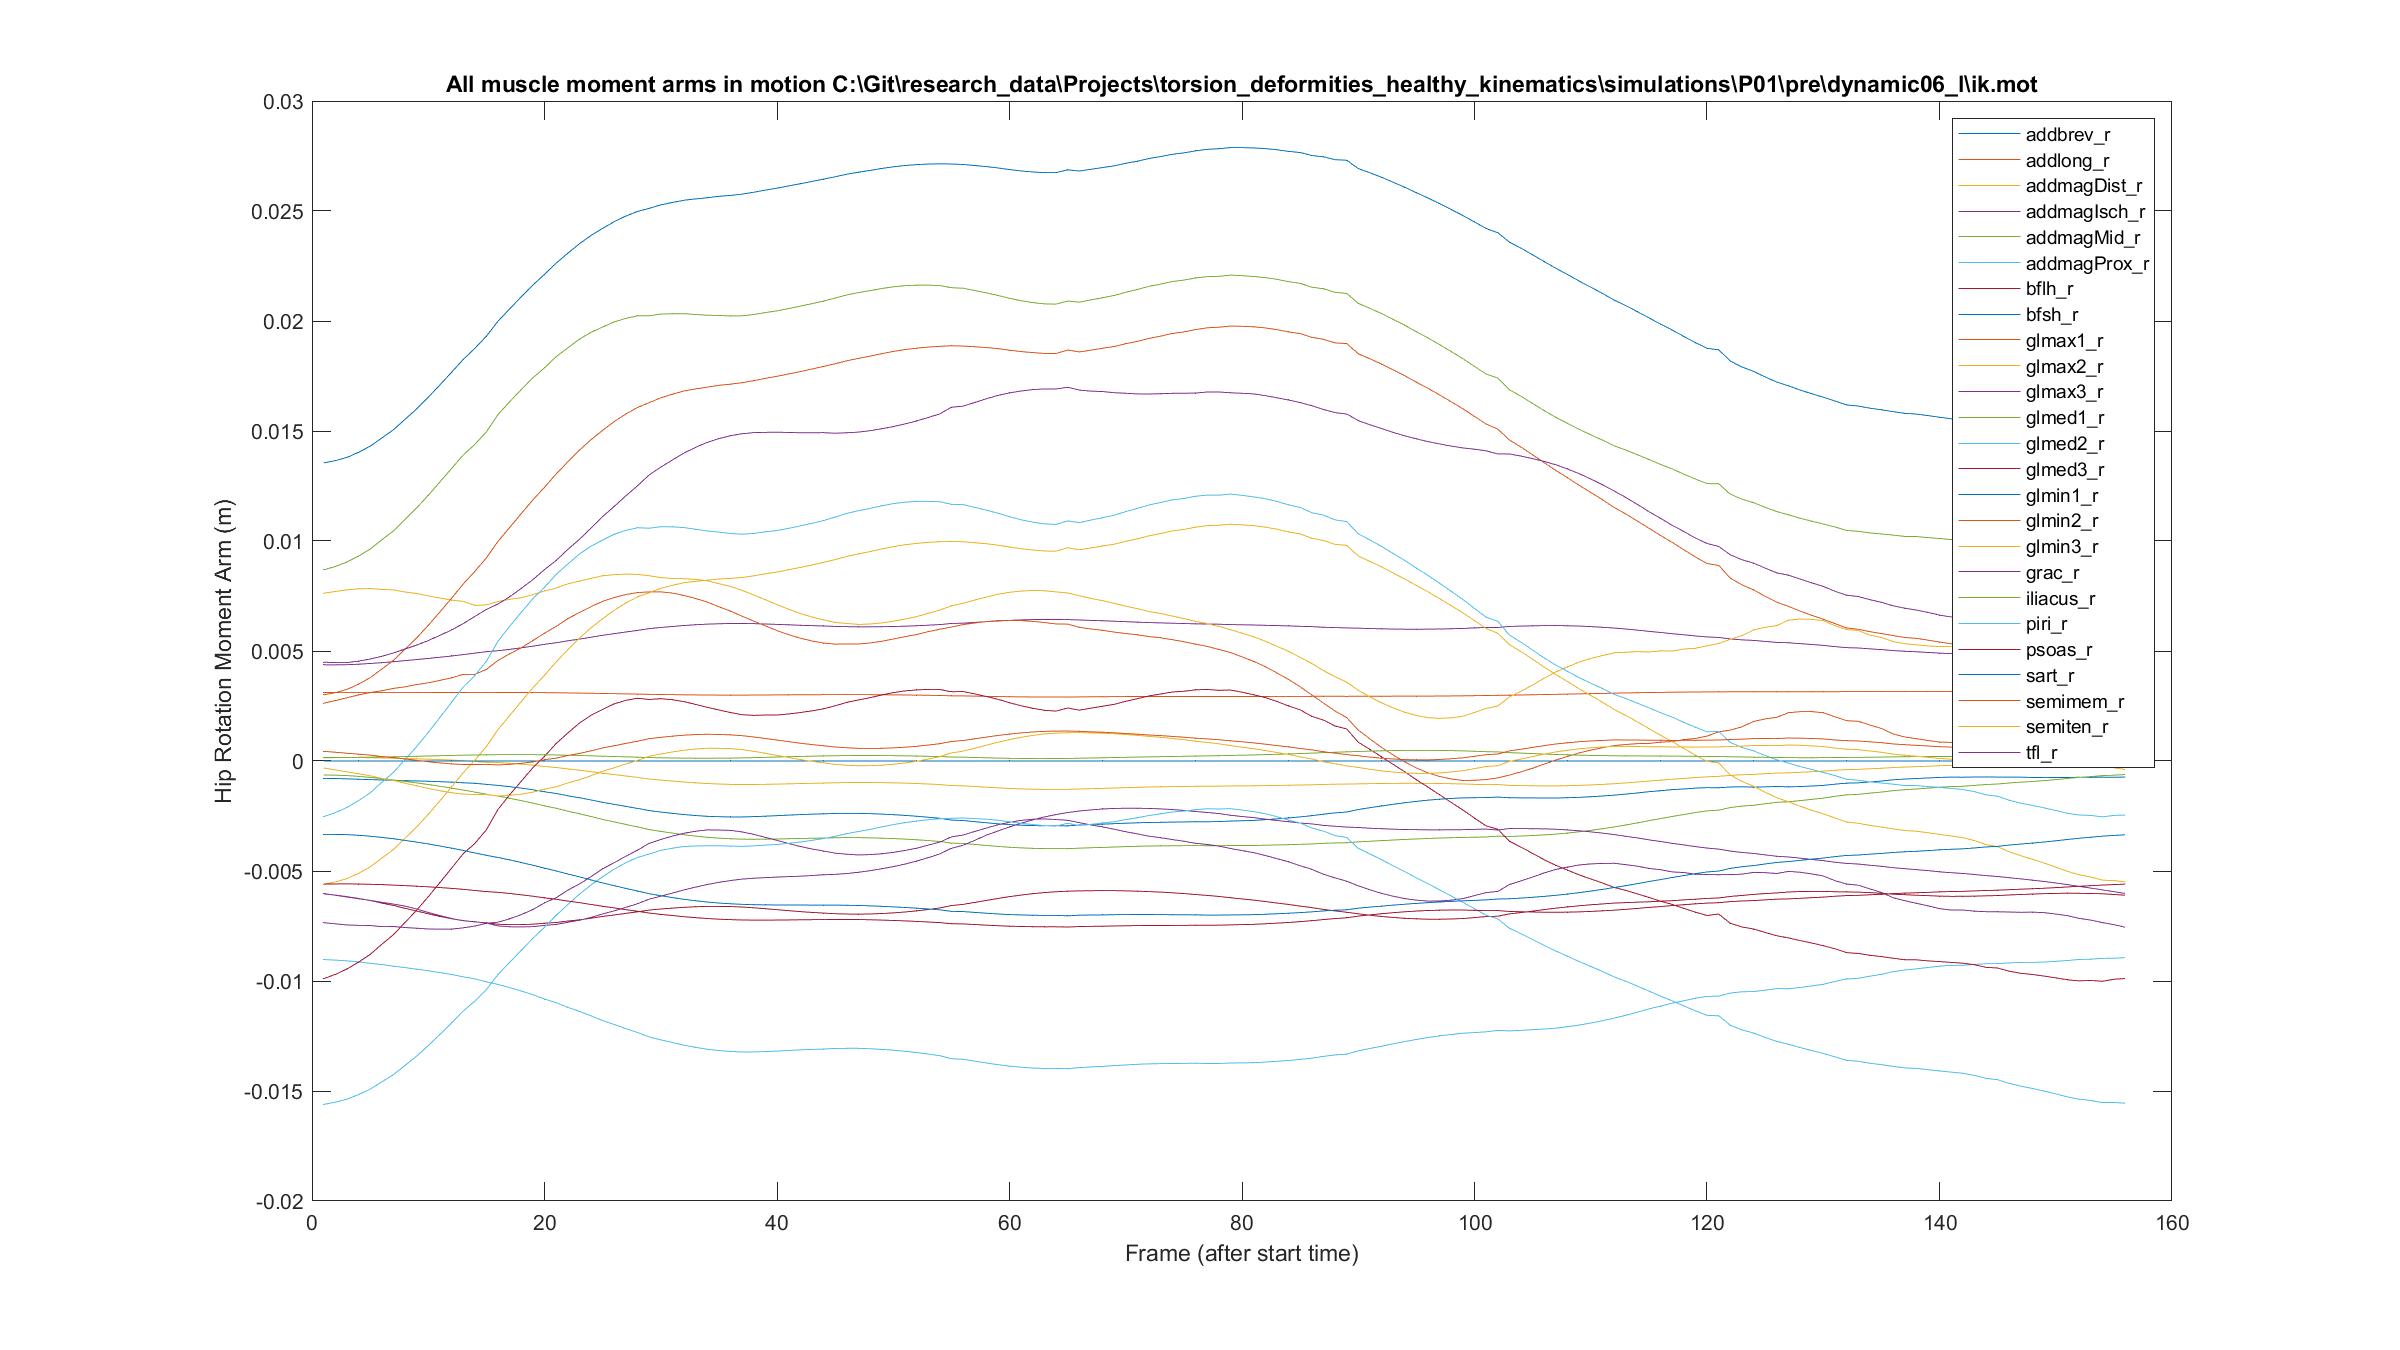 All muscle moment arms in motion C:\Git\research_data\Projects\torsion_deformities_healthy_kinematics\simulations\P01\pre\dynamic06_l\ik.mot
0.03
0.025
0.02
0.015
0.01
0.005
0
-0.005
-0.01
-0.015
-0.02
Hip Rotation Moment Arm (m)
addbrev_r
addlong_r
addmagDist_r
addmagIsch_r
addmagMid_r
addmagProx_r
bflh_r
bfsh_r
glmax1_r
glmax2_r
glmax3_r
glmed1_r
glmed2_r
glmed3_r
glmin1_r
glmin2_r
glmin3_r
grac_r
iliacus_r
piri_r
psoas_r
sart_r
semimem_r
semiten_r
tfl_r
0 20 40 60 80 100 120 140 160
Frame (after start time)